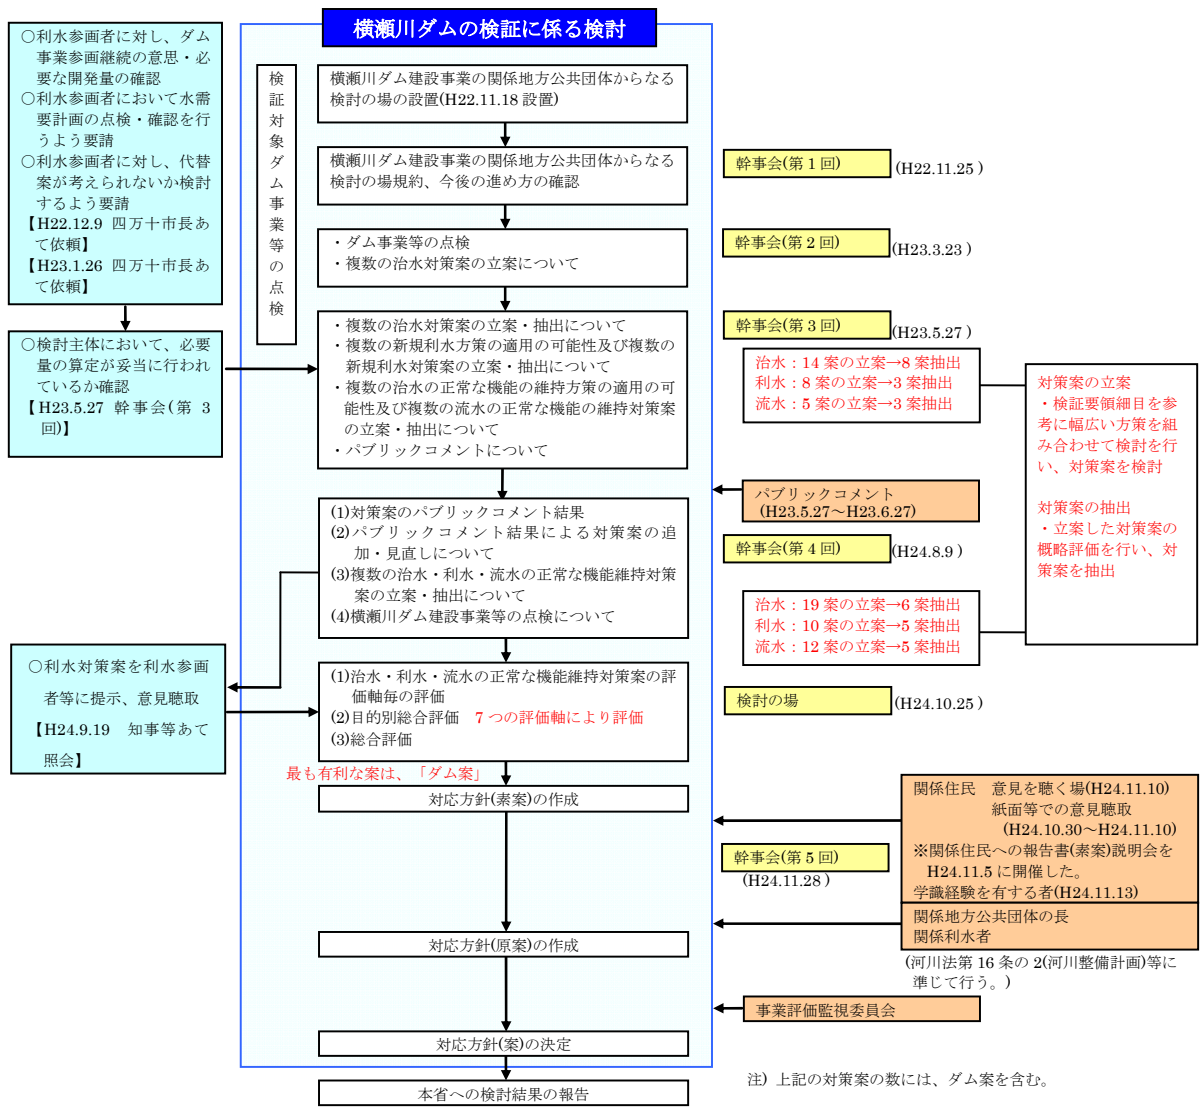 横瀬川ダムの検証に係る検討
○利水参画者に対し、ダム
事業参画継続の意思・必
要な開発量の確認
○利水参画者において水需
要計画の点検・確認を行
うよう要請
○利水参画者に対し、代替
案が考えられないか検討
するよう要請
【H22.12.9 四万十市長あ
て依頼】
【H23.1.26 四万十市長あ
て依頼】
○検討主体において、必要
量の算定が妥当に行われ
ているか確認
【H23.5.27 幹事会(第 3
回)】
○利水対策案を利水参画
者等に提示、意見聴取
【H24.9.19 知事等あて
照会】
検証対象ダム事業等の点検
横瀬川ダム建設事業の関係地方公共団体からなる
検討の場の設置(H22.11.18 設置)
横瀬川ダム建設事業の関係地方公共団体からなる
検討の場規約、今後の進め方の確認
・ダム事業等の点検
・複数の治水対策案の立案について
・複数の治水対策案の立案・抽出について
・複数の新規利水方策の適用の可能性及び複数の
新規利水対策案の立案・抽出について
・複数の治水の正常な機能の維持方策の適用の可
能性及び複数の流水の正常な機能の維持対策案
の立案・抽出について
・パブリックコメントについて
(1)対策案のパブリックコメント結果
(2)パブリックコメント結果による対策案の追
加・見直しについて
(3)複数の治水・利水・流水の正常な機能維持対策
案の立案・抽出について
(4)横瀬川ダム建設事業等の点検について
(1)治水・利水・流水の正常な機能維持対策案の評
価軸毎の評価
(2)目的別総合評価 7 つの評価軸により評価
(3)総合評価
最も有利な案は、「ダム案」
対応方針(素案)の作成
対応方針(原案)の作成
対応方針(案)の決定
本省への検討結果の報告
幹事会(第 1 回)
(H22.11.25 )
幹事会(第 2 回)
(H23.3.23 )
幹事会(第 3 回)
(H23.5.27 )
治水：14 案の立案→8 案抽出
利水：8 案の立案→3 案抽出
流水：5 案の立案→3 案抽出
パブリックコメント
(H23.5.27～H23.6.27)
幹事会(第 4 回)
(H24.8.9 )
治水：19 案の立案→6 案抽出
利水：10 案の立案→5 案抽出
流水：12 案の立案→5 案抽出
対策案の立案
・検証要領細目を参
考に幅広い方策を組
み合わせて検討を行
い、対策案を検討
対策案の抽出
・立案した対策案の
概略評価を行い、対
策案を抽出
検討の場
(H24.10.25 )
関係住民 意見を聴く場(H24.11.10)
紙面等での意見聴取
(H24.10.30～H24.11.10)
※関係住民への報告書(素案)説明会を
H24.11.5 に開催した。
学識経験を有する者(H24.11.13)
幹事会(第 5 回)
(H24.11.28 )
関係地方公共団体の長
関係利水者
(河川法第 16 条の 2(河川整備計画)等に
準じて行う。)
事業評価監視委員会
注) 上記の対策案の数には、ダム案を含む。